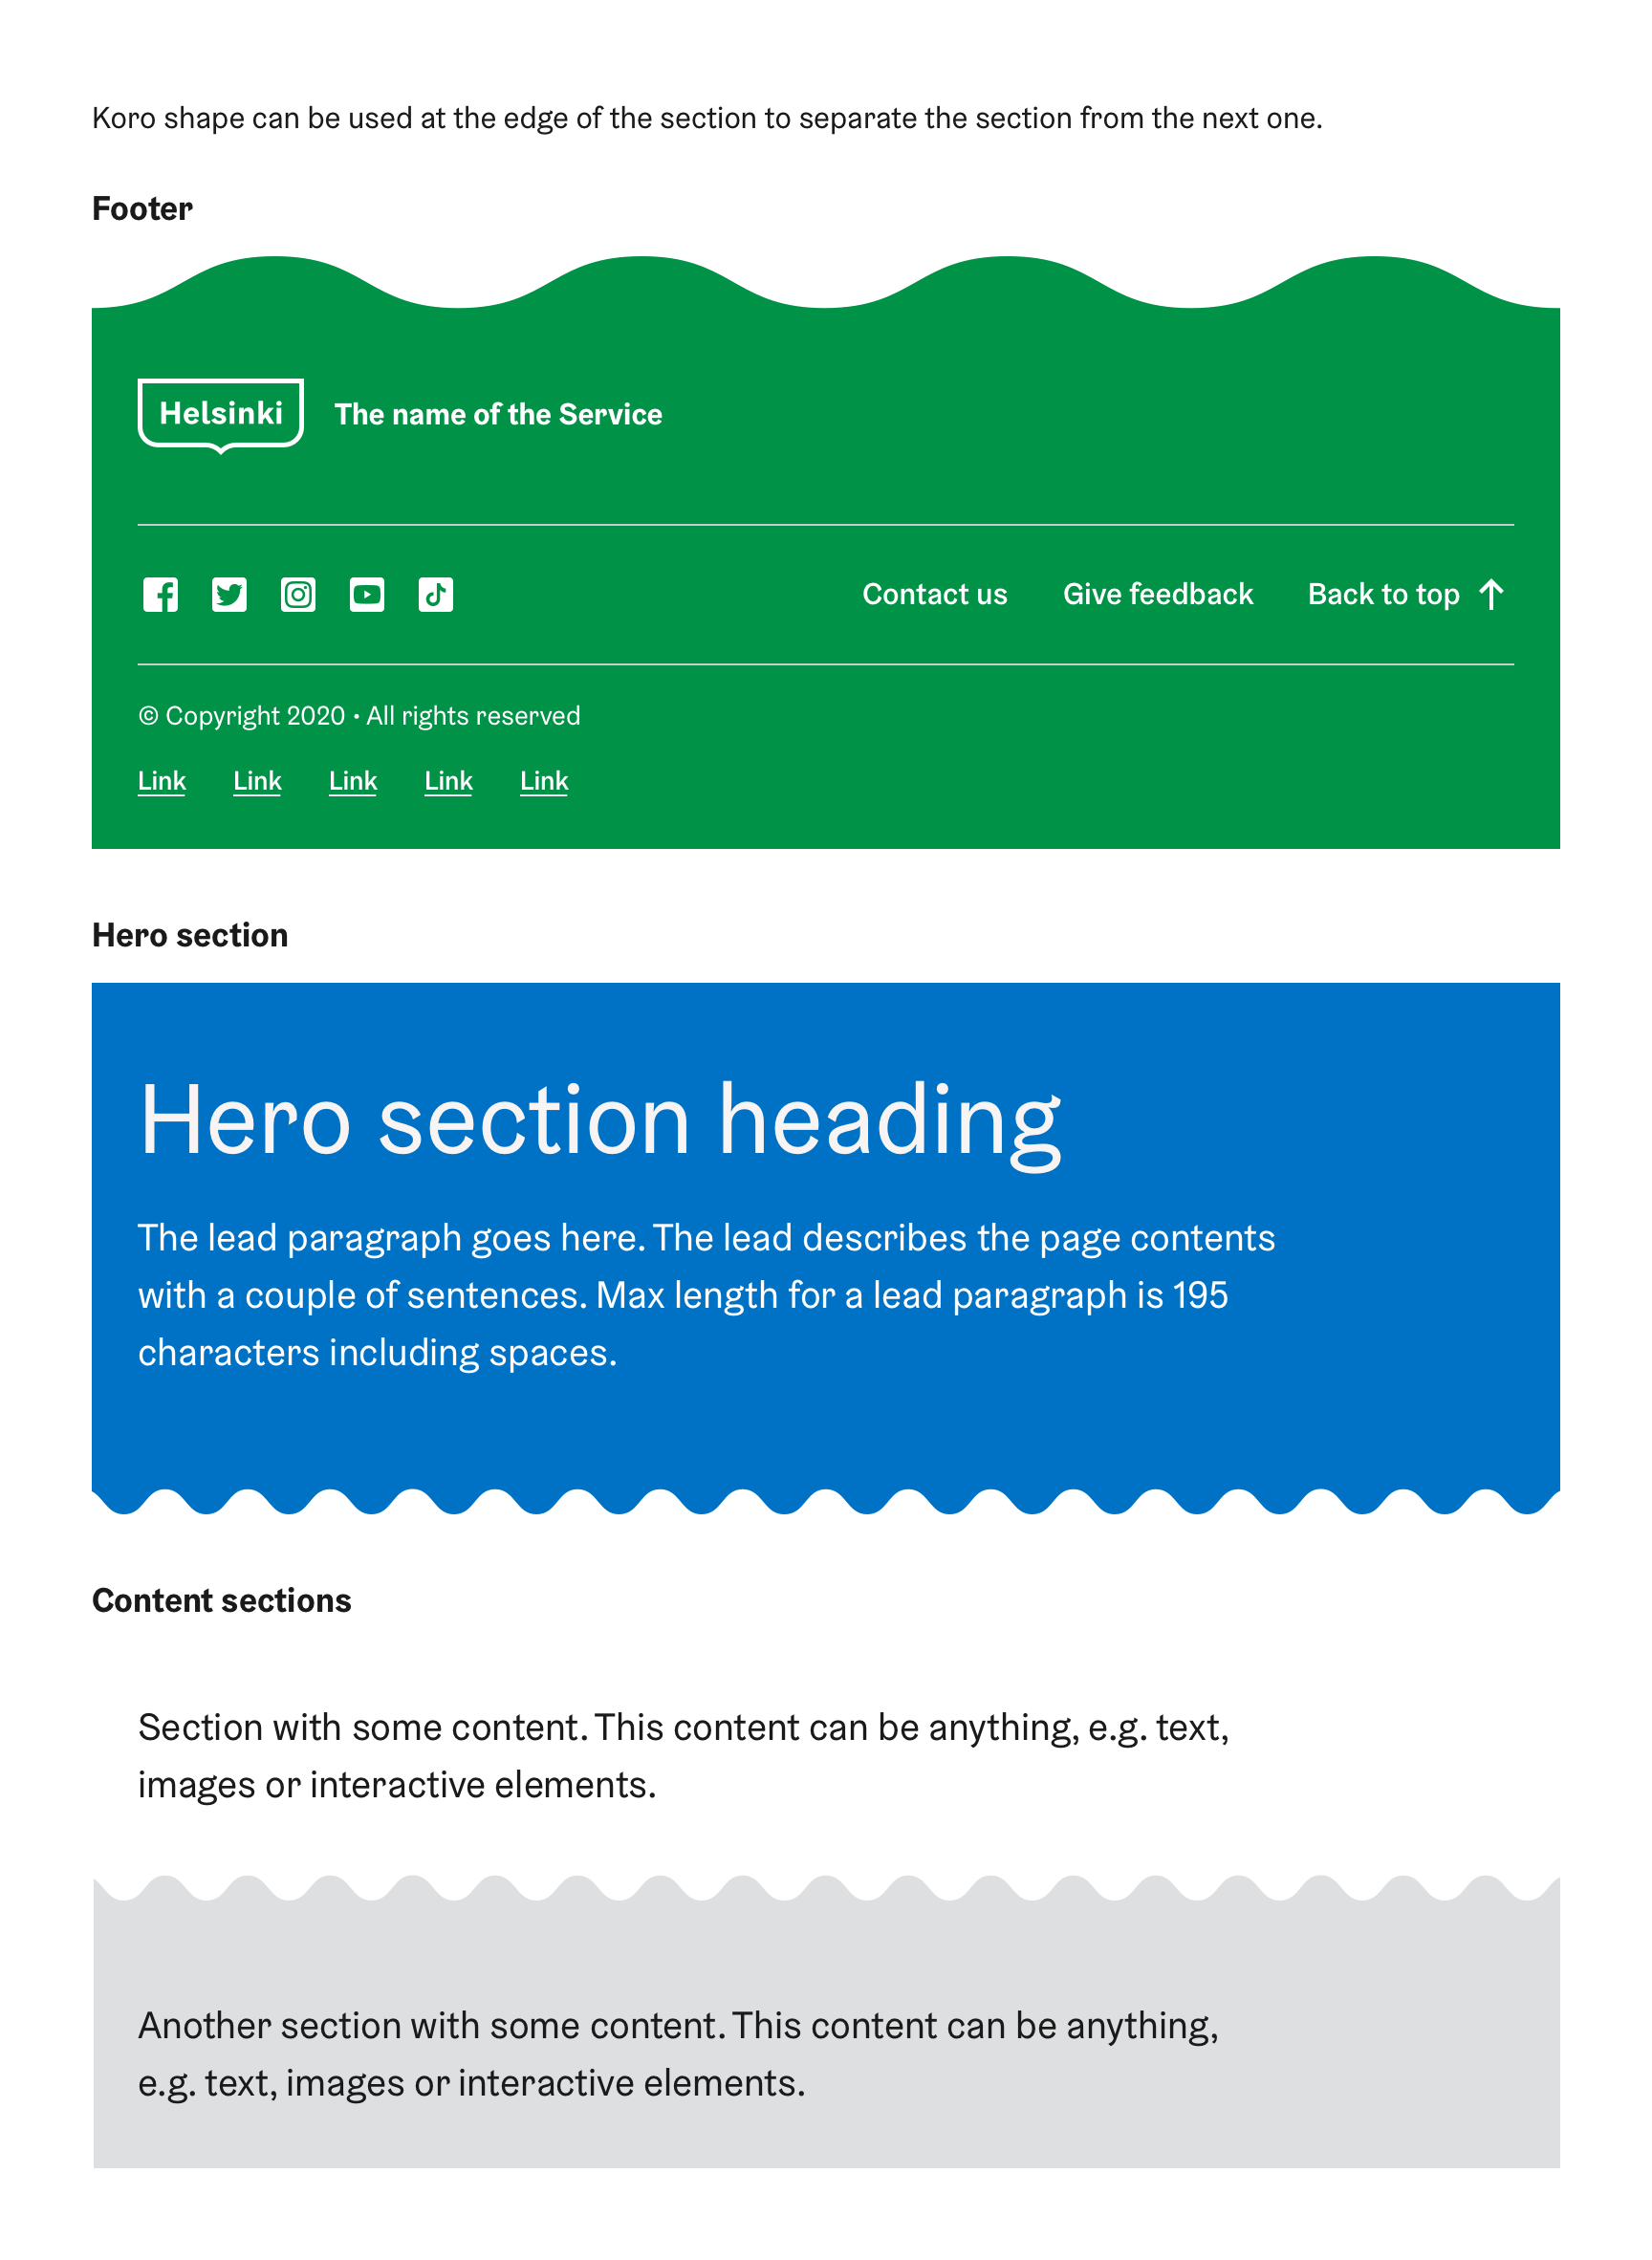 Koro shape can be used at the edge of the section to separate the section from the next one.
Footer
Helsinki
The name of the Service
Contact us
Give feedback
Back to top
© Copyright 2020 • All rights reserved
Link Link Link Link Link
Hero section
Hero section heading
The lead paragraph goes here. The lead describes the page contents
with a couple of sentences. Max length for a lead paragraph is 195
characters including spaces.
Content sections
Section with some content. This content can be anything, e.g. text,
images or interactive elements.
Another section with some content. This content can be anything,
e.g. text, images or interactive elements.